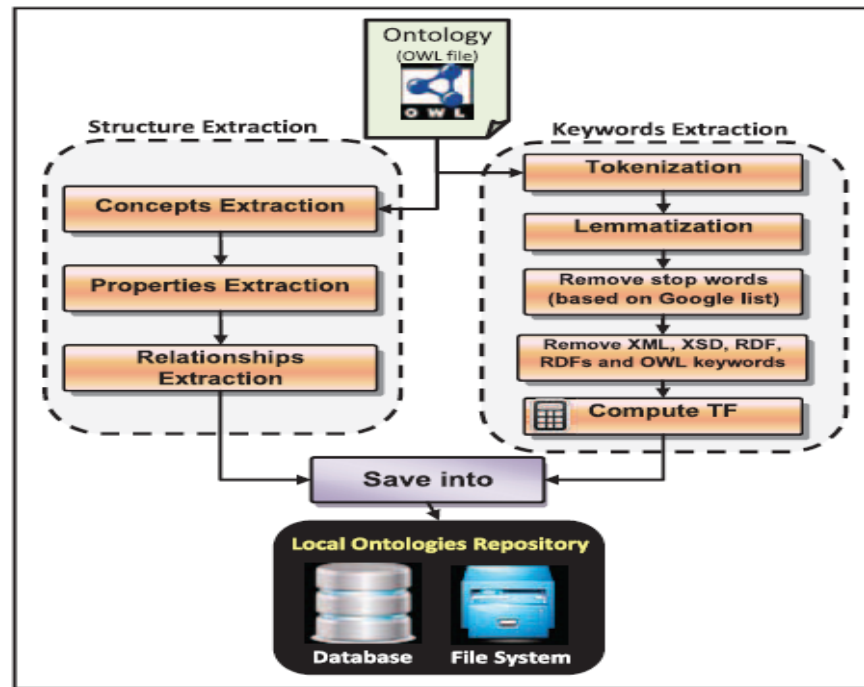 Ontology
(OWL file)
OWL
Structure Extraction
Concepts Extraction
Properties Extraction
Relationships
Extraction
Keywords Extraction
Tokenization
Lemmatization
Remove stop words
(based on Google list)
Remove XML, XSD, RDF,
RDFs and OWL keywords
Compute TF
Save into
Local Ontologies Repository
Database
File System